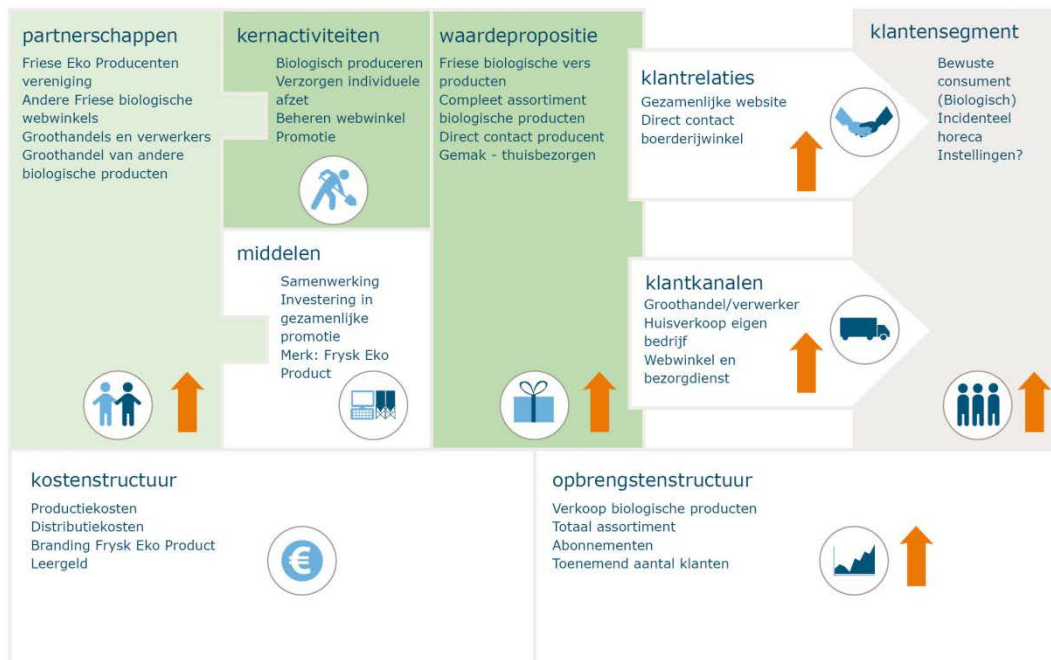 partnerschappen
Friese Eko Producenten
vereniging
Andere Friese biologische
webwinkels
Groothandels en verwerkers
Groothandel van andere
biologische producten
kernactiviteiten
Biologisch produceren
Verzorgen individuele
afzet
Beheren webwinkel
Promotie
middelen
Samenwerking
Investering in
gezamenlijke
promotie
Merk: Frysk Eko
Product
waardepropositie
Friese biologische vers
producten
Compleet assortiment
biologische producten
Direct contact producent
Gemak - thuisbezorgen
klantrelaties
Gezamenlijke website
Direct contact
boerderijwinkel
klantkanalen
Groothandel/verwerker
Huisverkoop eigen
bedrijf
Webwinkel en
bezorgdienst
klantensegment
Bewuste
consument
(Biologisch)
Incidenteel
horeca
Instellingen?
kostenstructuur
Productiekosten
Distributiekosten
Branding Frysk Eko Product
Leergeld
€
opbrengstenstructuur
Verkoop biologische producten
Totaal assortiment
Abonnementen
Toenemend aantal klanten